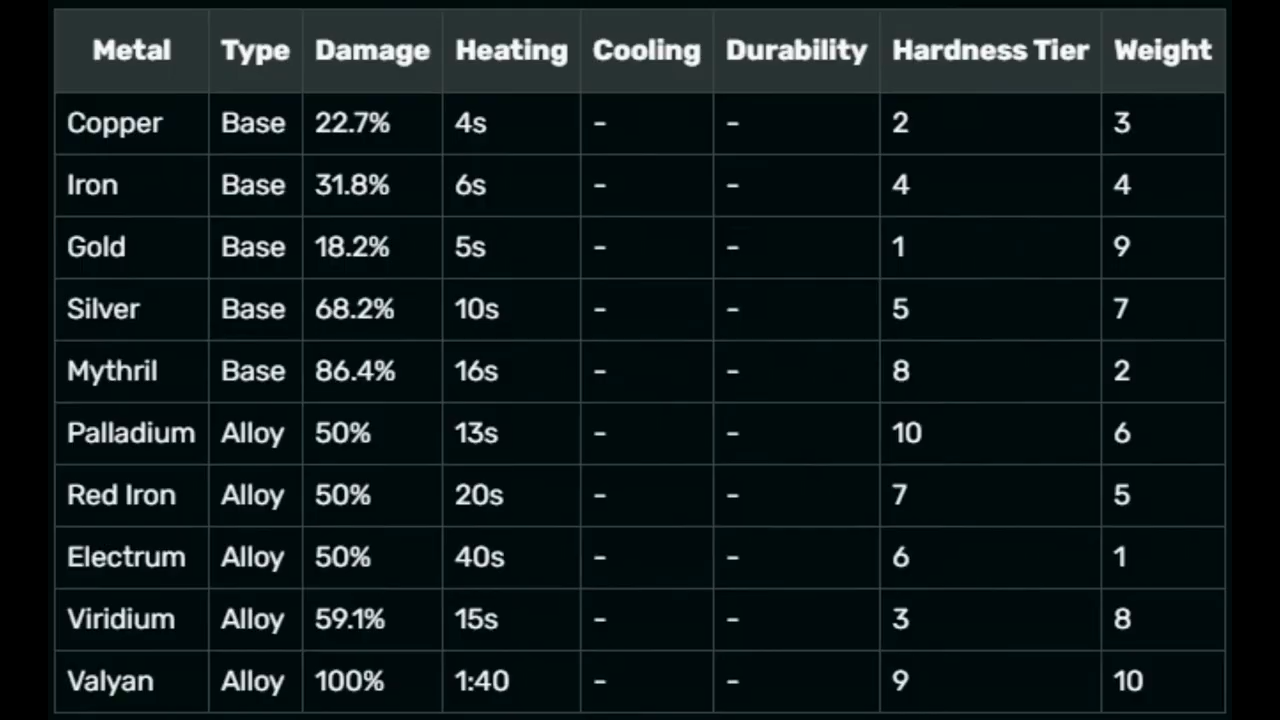 Metal Type Damage Heating Cooling Durability Hardness Tier Weight
Copper Base 22.7% 4s - - 2 3
Iron Base 31.8% 6s - - 4 4
Gold Base 18.2% 5s - - 1 9
Silver Base 68.2% 10s - - 5 7
Mythril Base 86.4% 16s - - 8 2
Palladium Alloy 50% 13s - - 10 6
Red Iron Alloy 50% 20s - - 7 5
Electrum Alloy 50% 40s - - 6 1
Viridium Alloy 59.1% 15s - - 3 8
Valyan Alloy 100% 1:40 - - 9 10